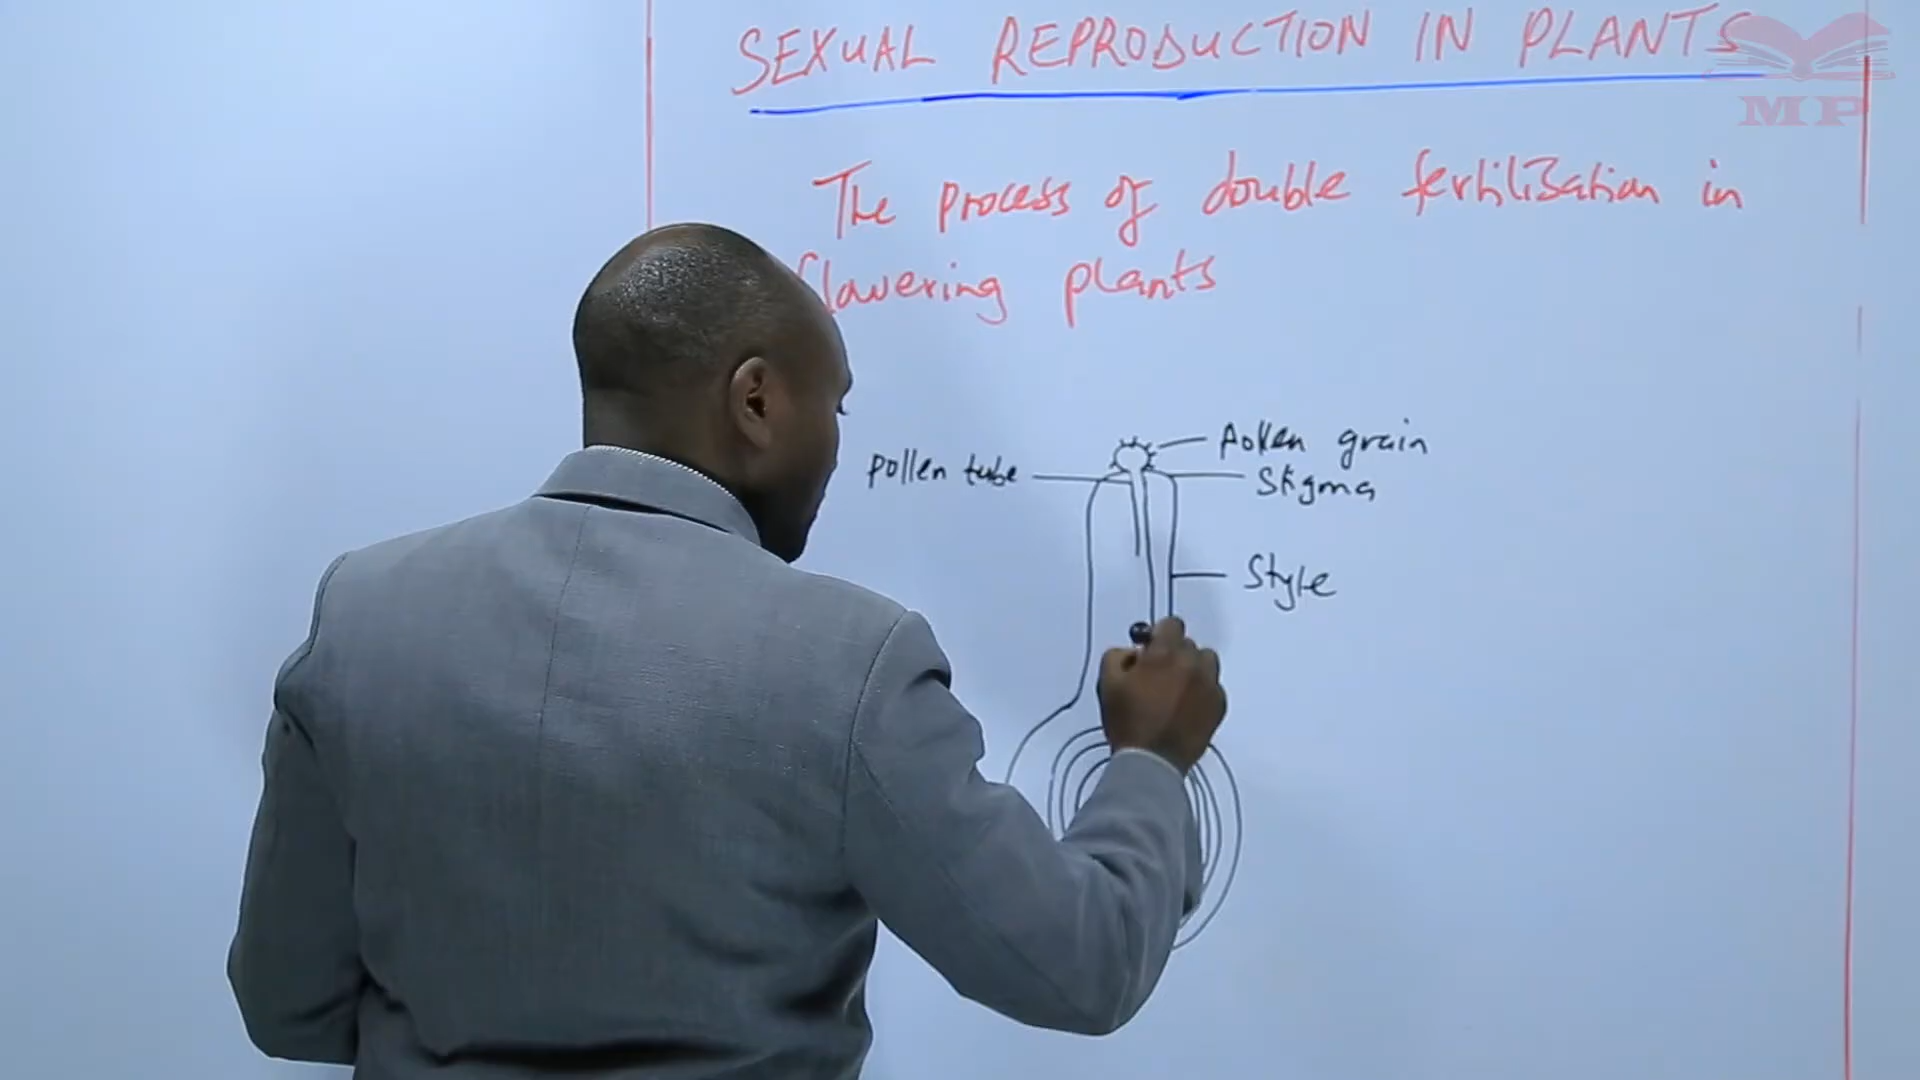 SEXUAL REPRODUCTION IN PLANTS
MP
The process of double fertilization in
flowering plants
pollen grain
pollen tube
Stigma
Style